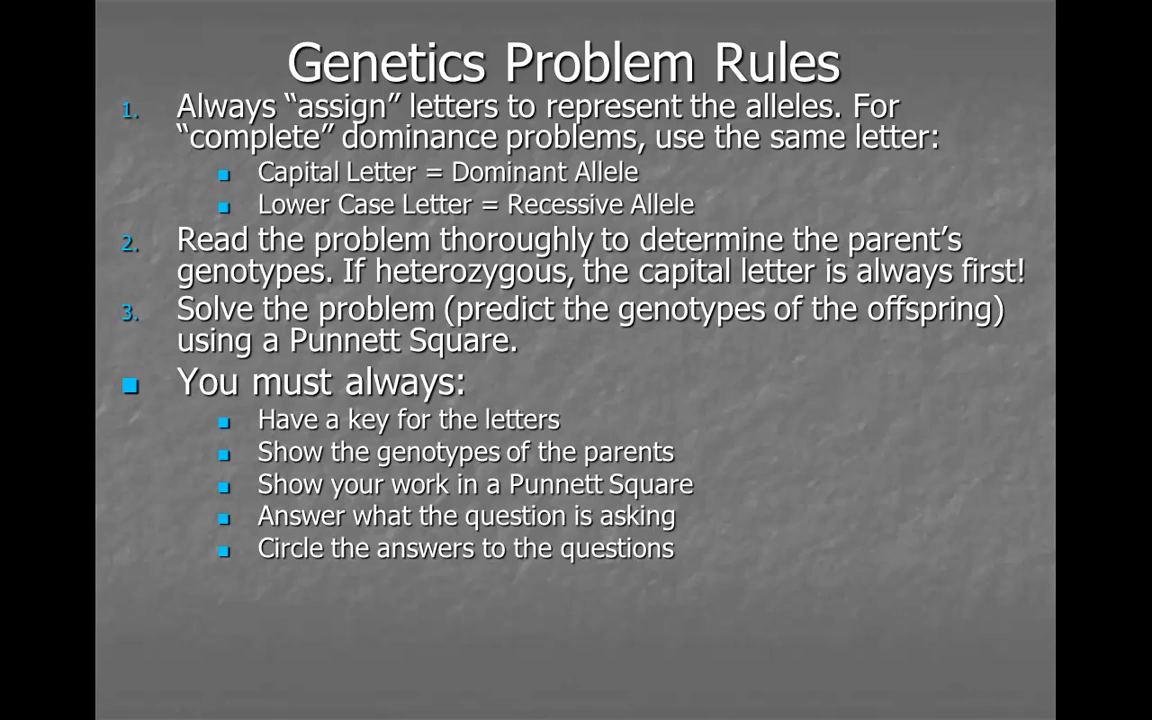 Genetics Problem Rules
1. Always “assign” letters to represent the alleles. For
“complete” dominance problems, use the same letter:
Capital Letter = Dominant Allele
Lower Case Letter = Recessive Allele
2. Read the problem thoroughly to determine the parent’s
genotypes. If heterozygous, the capital letter is always first!
3. Solve the problem (predict the genotypes of the offspring)
using a Punnett Square.
You must always:
Have a key for the letters
Show the genotypes of the parents
Show your work in a Punnett Square
Answer what the question is asking
Circle the answers to the questions